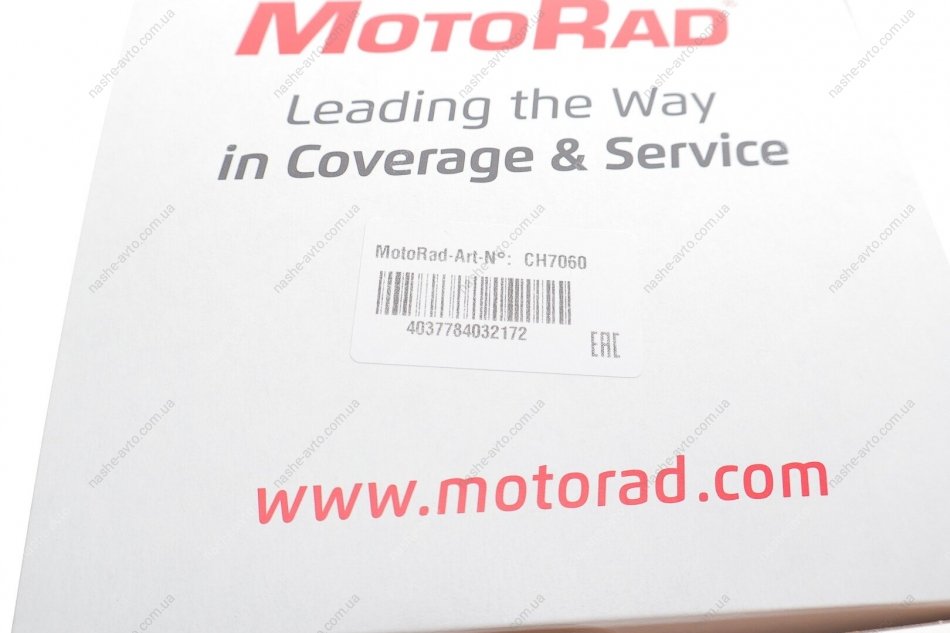 MOTORAD®
Leading the Way
in Coverage & Service
MotoRad-Art-Nº: CH7060
4037784032172
EAC
www.motorad.com
nashe-avto.com.ua